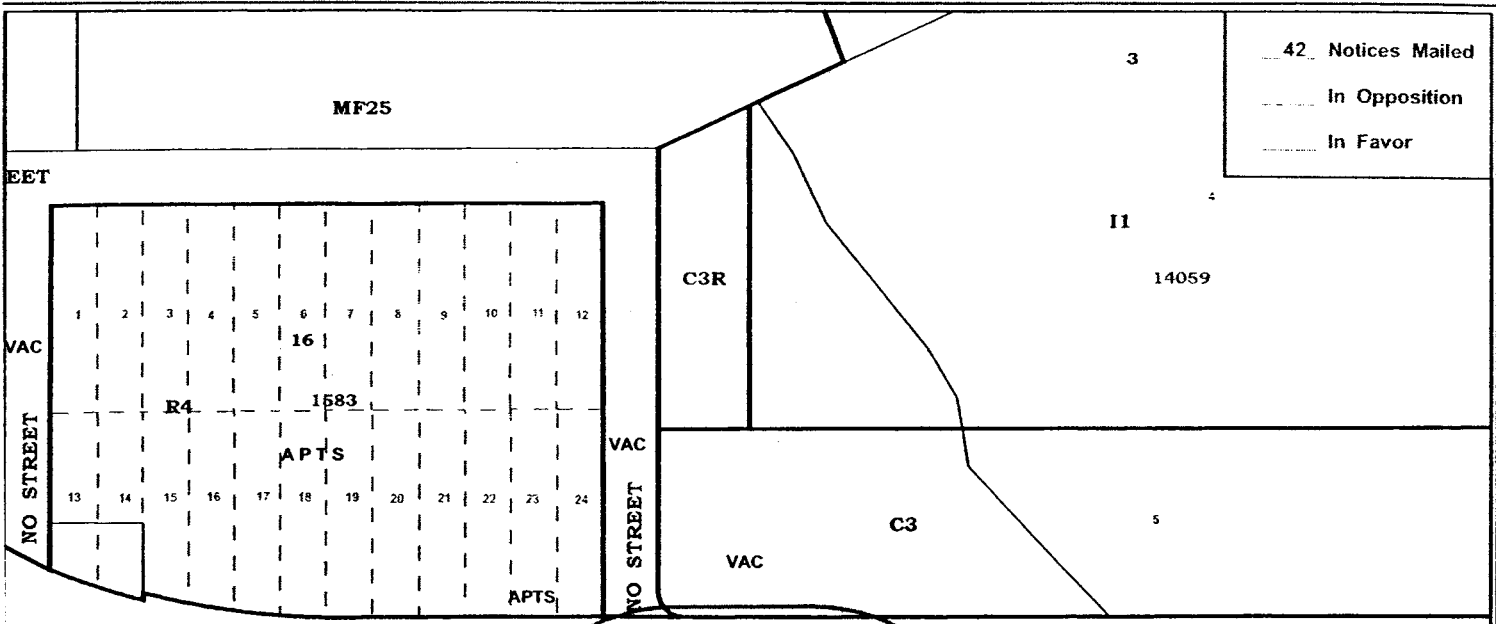 3
42 Notices Mailed
In Opposition
In Favor
MF25
EET
4
I1
C3R
14059
1 2 3 4 5 6 7 8 9 10 11 12
16
VAC
R4 1583
NO STREET
APTS
VAC
13 14 15 16 17 18 19 20 21 22 23 24
NO STREET
C3
5
VAC
APTS